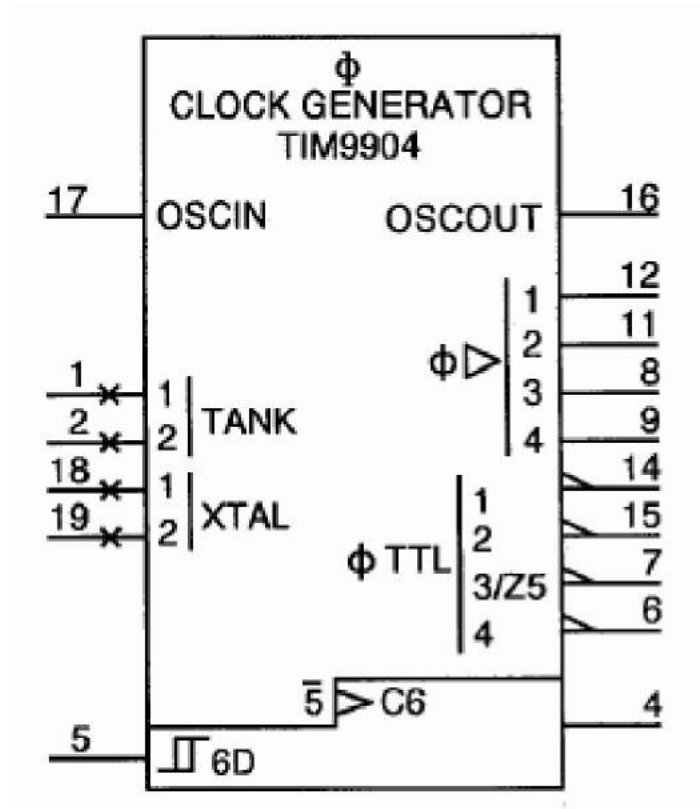 ϕ
CLOCK GENERATOR
TIM9904
17 OSCIN OSCOUT 16
1 12
2 11
ϕ▷
3 8
4 9
1 1
TANK
2 2
18 1
XTAL
19 2
1 14
2 15
ϕ TTL
3/Z5 7
4 6
5̅ C6 4
5 6D